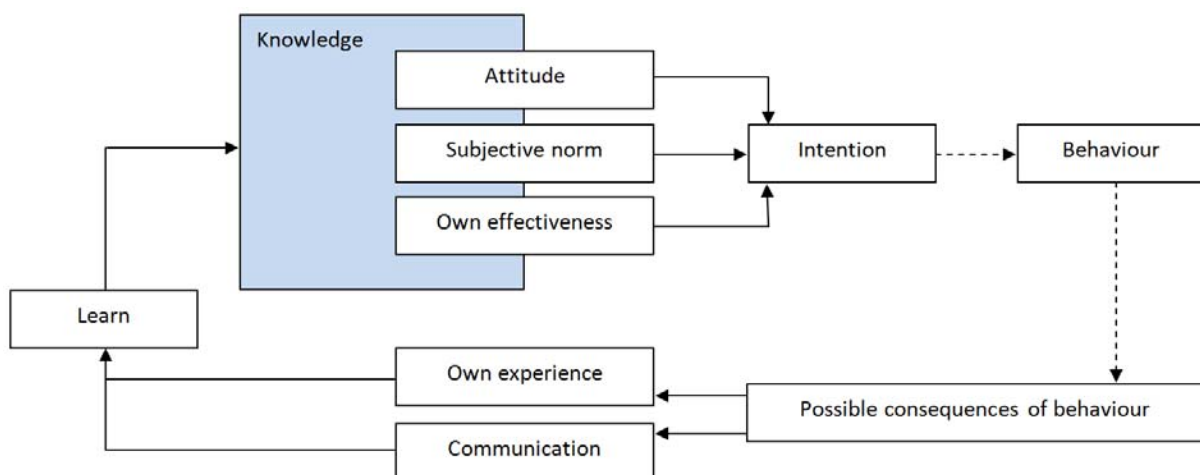 Knowledge
Attitude
Subjective norm
Intention
Behaviour
Own effectiveness
Learn
Own experience
Possible consequences of behaviour
Communication